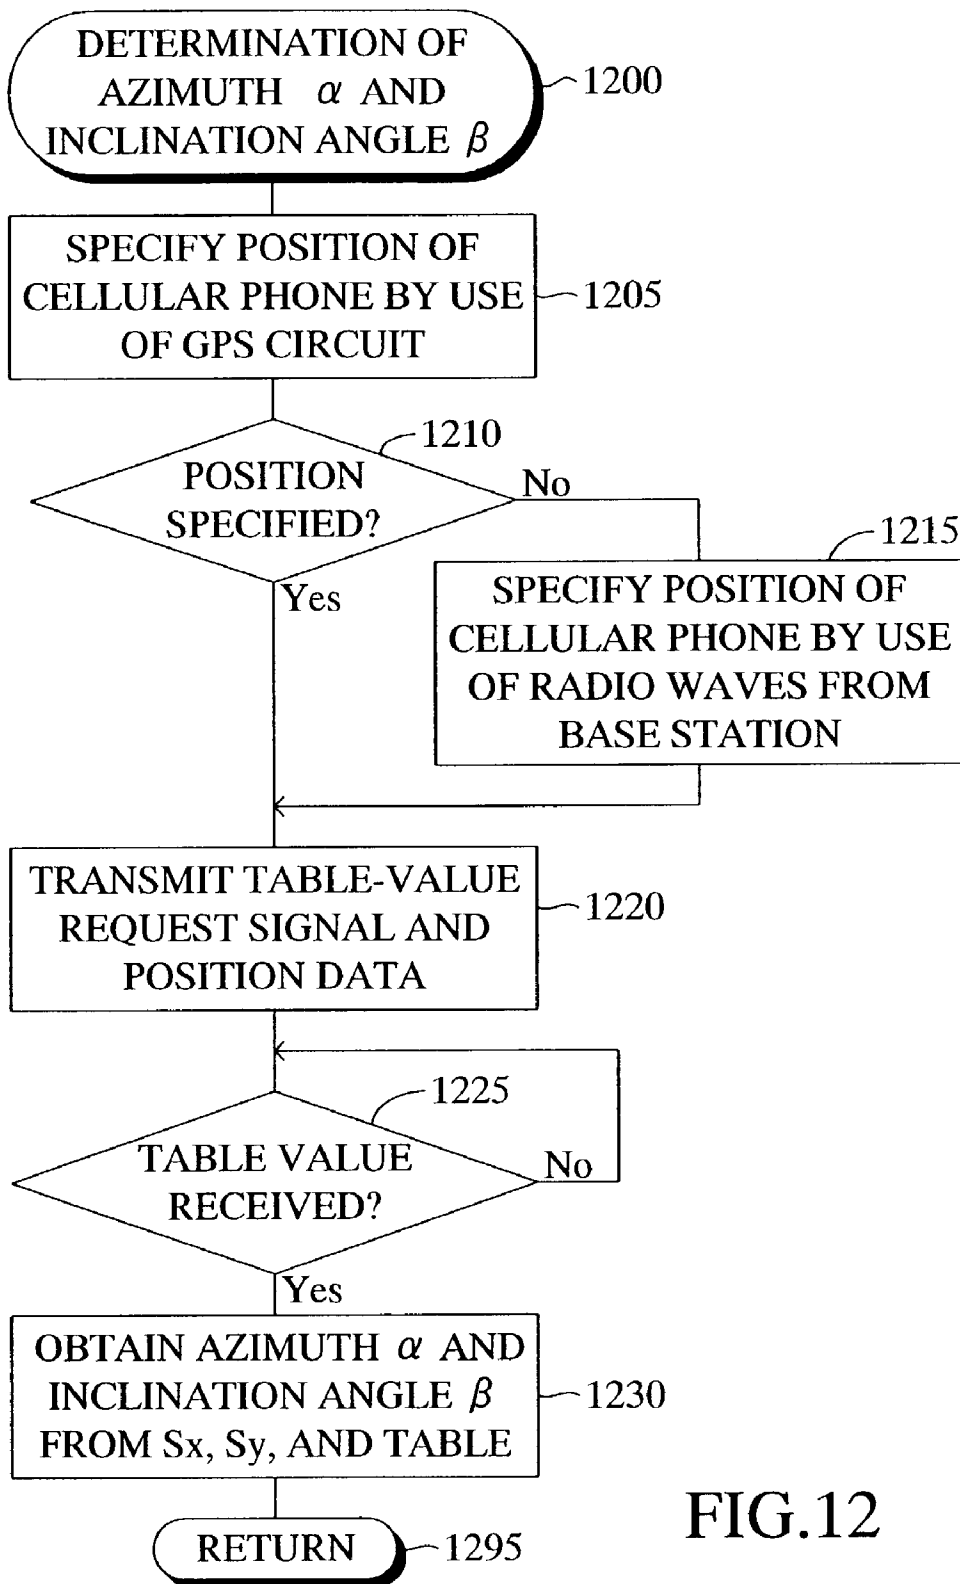 DETERMINATION OF
AZIMUTH α AND
INCLINATION ANGLE β
1200
SPECIFY POSITION OF
CELLULAR PHONE BY USE
OF GPS CIRCUIT
1205
1210
POSITION
SPECIFIED?
No
Yes
1215
SPECIFY POSITION OF
CELLULAR PHONE BY USE
OF RADIO WAVES FROM
BASE STATION
TRANSMIT TABLE-VALUE
REQUEST SIGNAL AND
POSITION DATA
1220
1225
TABLE VALUE
RECEIVED?
No
Yes
OBTAIN AZIMUTH α AND
INCLINATION ANGLE β
FROM Sx, Sy, AND TABLE
1230
RETURN
1295
FIG.12